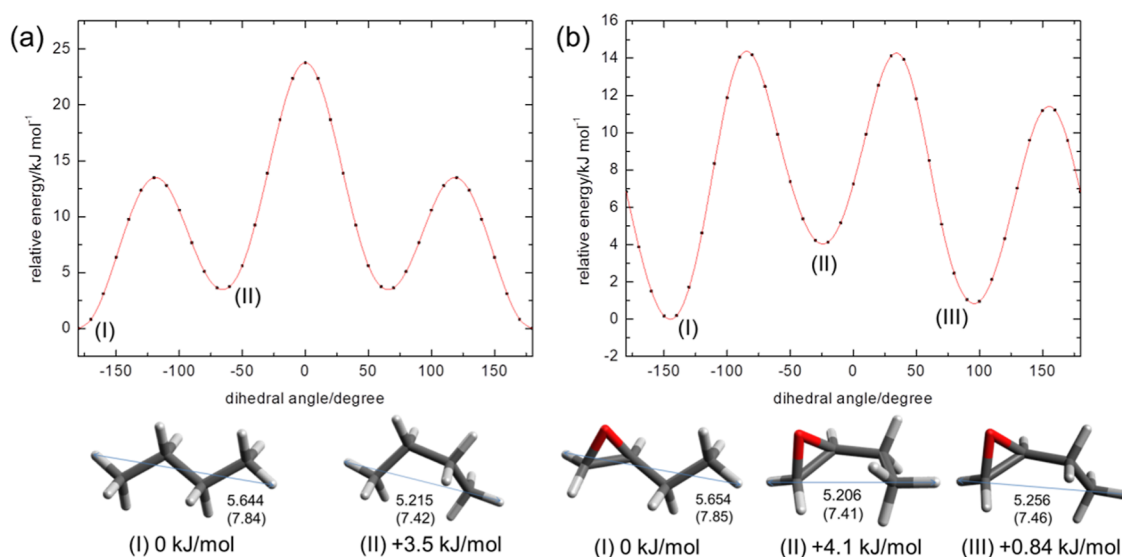 (a)
relative energy/kJ mol⁻¹
25
20
15
10
5
0
(I)
(II)
-150 -100 -50 0 50 100 150
dihedral angle/degree
5.644
(7.84)
(I) 0 kJ/mol
5.215
(7.42)
(II) +3.5 kJ/mol
(b)
relative energy/kJ mol⁻¹
16
14
12
10
8
6
4
2
0
-2
(I)
(II)
(III)
-150 -100 -50 0 50 100 150
dihedral angle/degree
5.654
(7.85)
(I) 0 kJ/mol
5.206
(7.41)
(II) +4.1 kJ/mol
5.256
(7.46)
(III) +0.84 kJ/mol